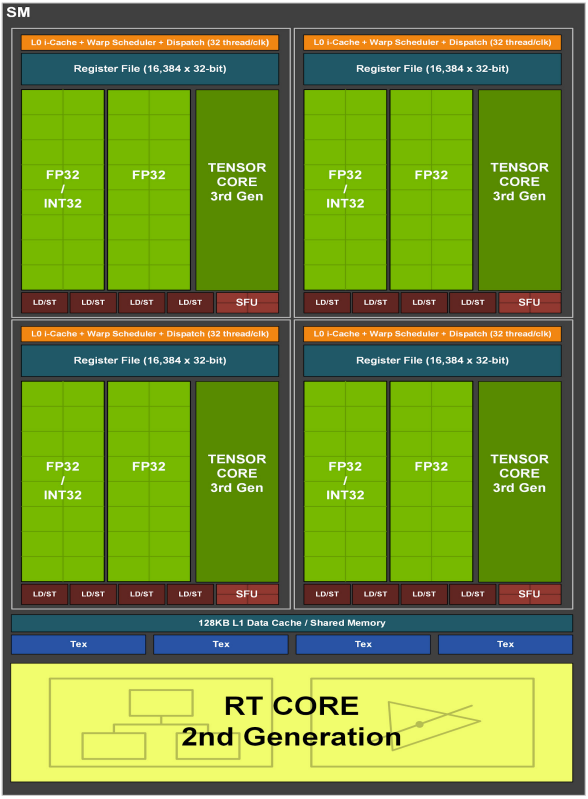 SM
L0 i-Cache + Warp Scheduler + Dispatch (32 thread/clk)
Register File (16,384 x 32-bit)
FP32
/
INT32
FP32
TENSOR
CORE
3rd Gen
LD/ST
LD/ST
LD/ST
LD/ST
SFU
L0 i-Cache + Warp Scheduler + Dispatch (32 thread/clk)
Register File (16,384 x 32-bit)
FP32
/
INT32
FP32
TENSOR
CORE
3rd Gen
LD/ST
LD/ST
LD/ST
LD/ST
SFU
L0 i-Cache + Warp Scheduler + Dispatch (32 thread/clk)
Register File (16,384 x 32-bit)
FP32
/
INT32
FP32
TENSOR
CORE
3rd Gen
LD/ST
LD/ST
LD/ST
LD/ST
SFU
L0 i-Cache + Warp Scheduler + Dispatch (32 thread/clk)
Register File (16,384 x 32-bit)
FP32
/
INT32
FP32
TENSOR
CORE
3rd Gen
LD/ST
LD/ST
LD/ST
LD/ST
SFU
128KB L1 Data Cache / Shared Memory
Tex
Tex
Tex
Tex
RT CORE
2nd Generation